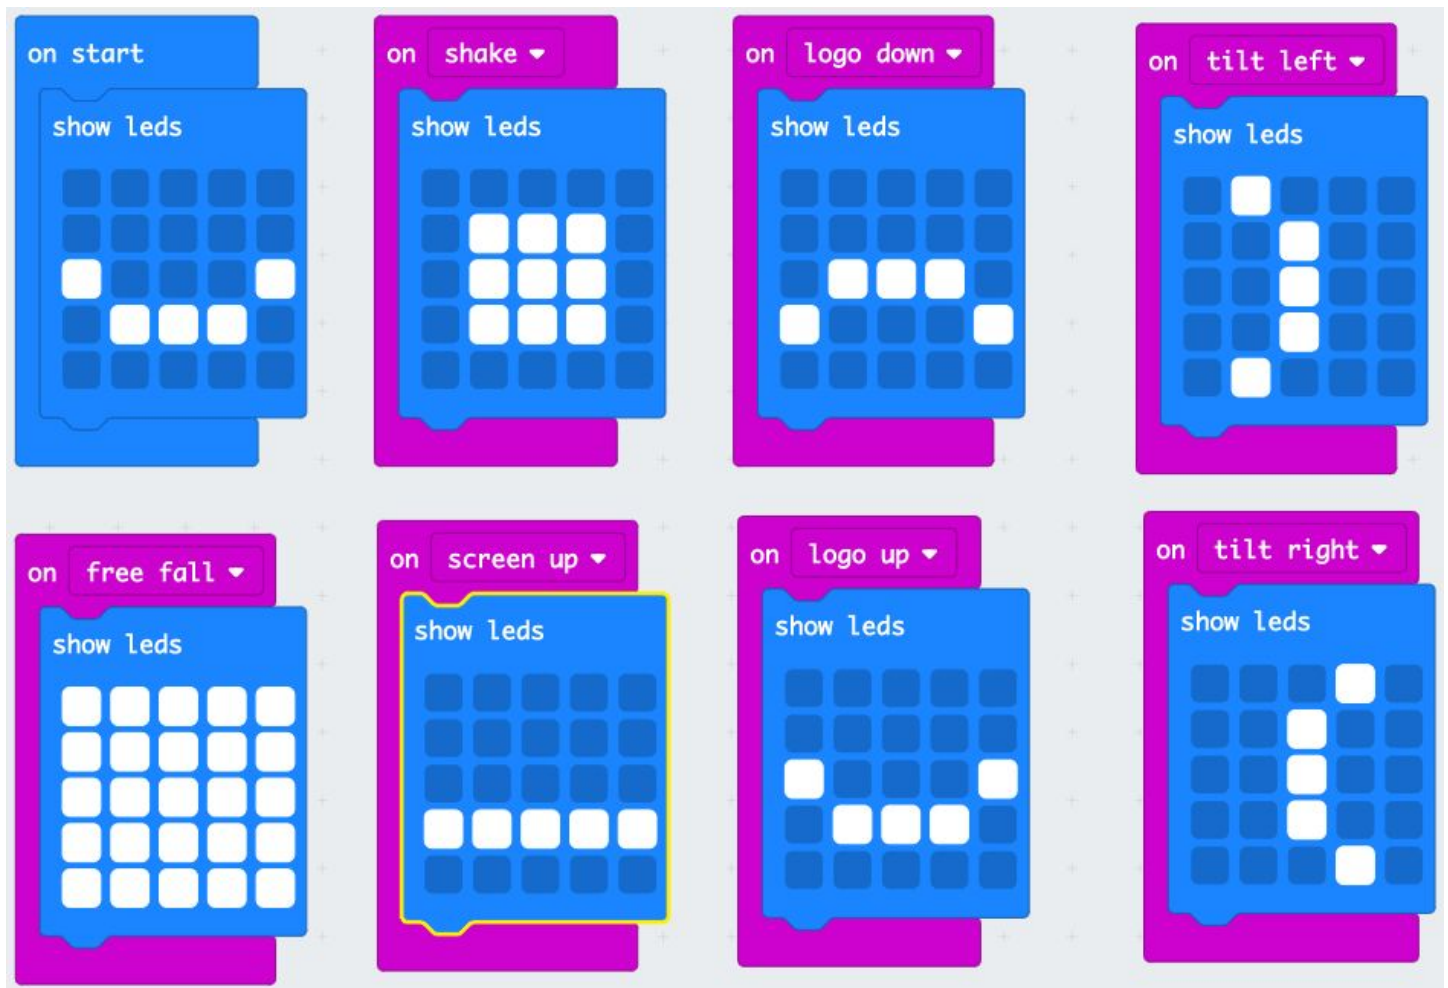 on start
show leds
on shake
show leds
on logo down
show leds
on tilt left
show leds
on free fall
show leds
on screen up
show leds
on logo up
show leds
on tilt right
show leds